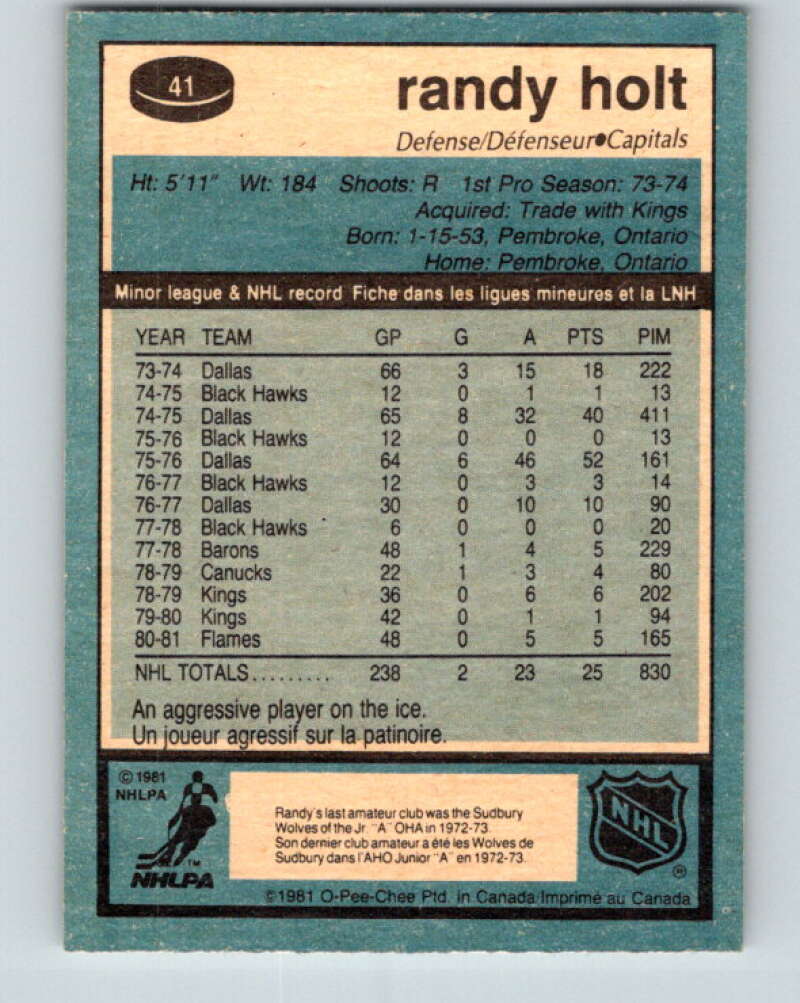 41
randy holt
Defense/Défenseur•Capitals
Ht: 5'11" Wt: 184 Shoots: R 1st Pro Season: 73-74
Acquired: Trade with Kings
Born: 1-15-53, Pembroke, Ontario
Home: Pembroke, Ontario
Minor league & NHL record Fiche dans les ligues mineures et la LNH
YEAR TEAM GP G A PTS PIM
73-74 Dallas 66 3 15 18 222
74-75 Black Hawks 12 0 1 1 13
74-75 Dallas 65 8 32 40 411
75-76 Black Hawks 12 0 0 0 13
75-76 Dallas 64 6 46 52 161
76-77 Black Hawks 12 0 3 3 14
76-77 Dallas 30 0 10 10 90
77-78 Black Hawks 6 0 0 0 20
77-78 Barons 48 1 4 5 229
78-79 Canucks 22 1 3 4 80
78-79 Kings 36 0 6 6 202
79-80 Kings 42 0 1 1 94
80-81 Flames 48 0 5 5 165
NHL TOTALS......... 238 2 23 25 830
An aggressive player on the ice.
Un joueur agressif sur la patinoire.
©1981
NHLPA
TM
NHLPA
Randy's last amateur club was the Sudbury
Wolves of the Jr. "A" OHA in 1972-73.
Son dernier club amateur a été les Wolves de
Sudbury dans l'AHO Junior "A" en 1972-73.
NHL
®
©1981 O-Pee-Chee Ptd. in Canada/Imprimé au Canada